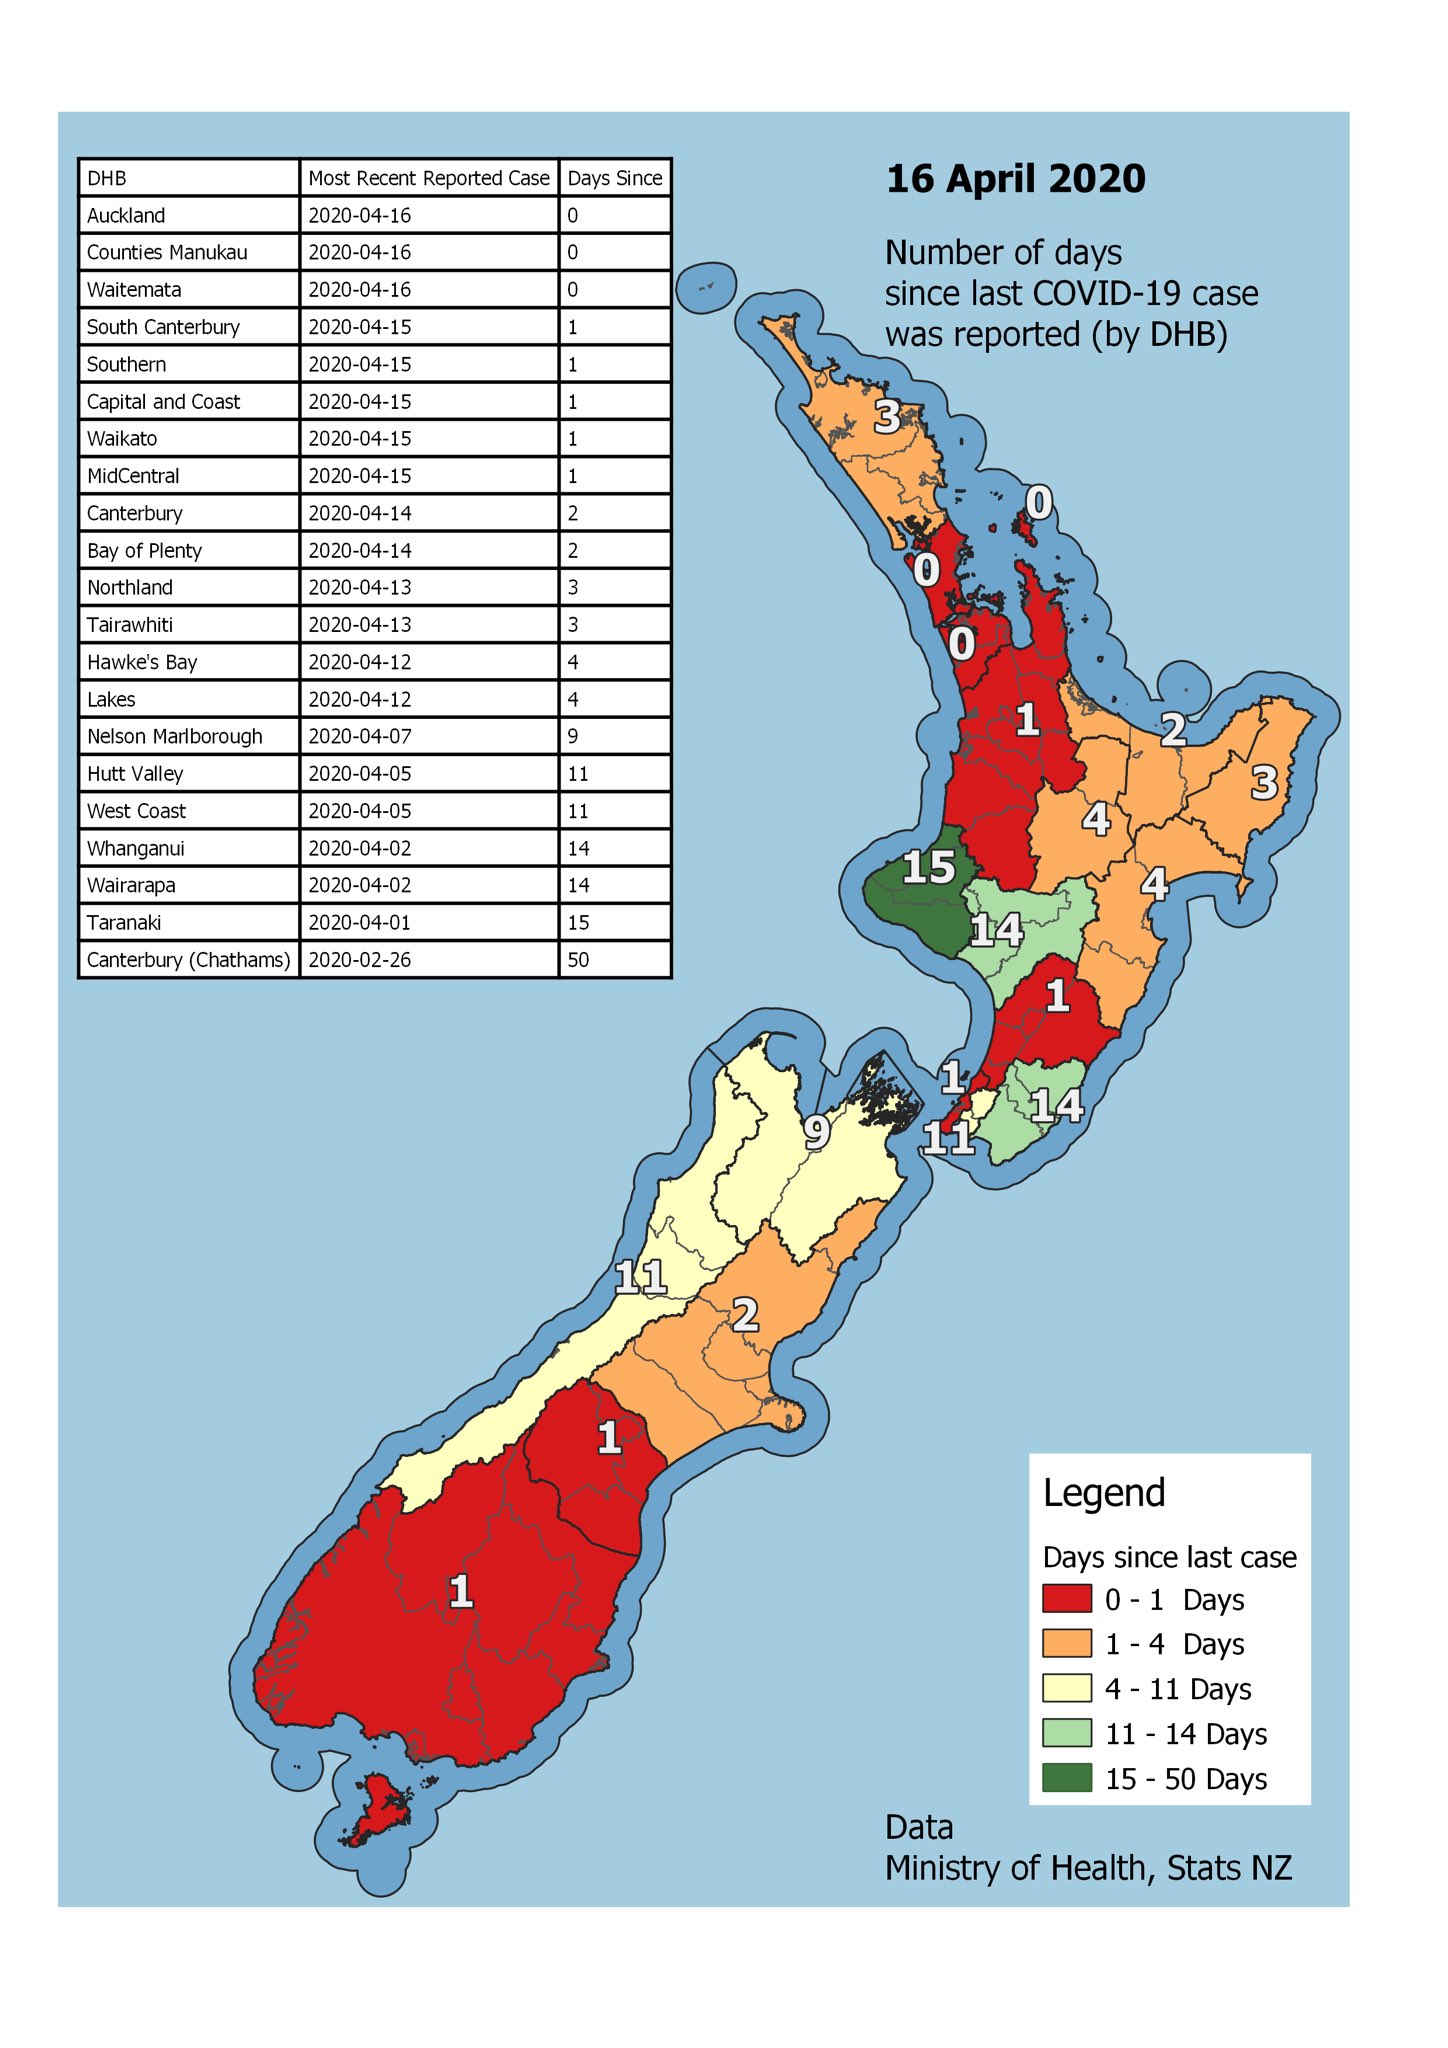 16 April 2020
Number of days
since last COVID-19 case
was reported (by DHB)
DHB Most Recent Reported Case Days Since
Auckland 2020-04-16 0
Counties Manukau 2020-04-16 0
Waitemata 2020-04-16 0
South Canterbury 2020-04-15 1
Southern 2020-04-15 1
Capital and Coast 2020-04-15 1
Waikato 2020-04-15 1
MidCentral 2020-04-15 1
Canterbury 2020-04-14 2
Bay of Plenty 2020-04-14 2
Northland 2020-04-13 3
Tairawhiti 2020-04-13 3
Hawke's Bay 2020-04-12 4
Lakes 2020-04-12 4
Nelson Marlborough 2020-04-07 9
Hutt Valley 2020-04-05 11
West Coast 2020-04-05 11
Whanganui 2020-04-02 14
Wairarapa 2020-04-02 14
Taranaki 2020-04-01 15
Canterbury (Chathams) 2020-02-26 50
3
0
0
0
1
2
3
4
15
4
14
1
1
14
9
11
11
2
1
1
Legend
Days since last case
0 - 1 Days
1 - 4 Days
4 - 11 Days
11 - 14 Days
15 - 50 Days
Data
Ministry of Health, Stats NZ